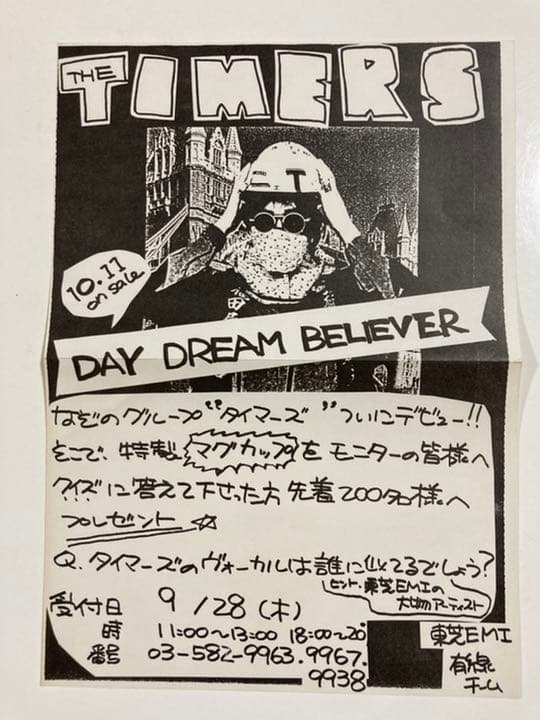 THE TIMERS
10.11
on sale
DAY DREAM BELIEVER
なぞのグループ“タイマーズ”ついにデビュー!!
そこで、特製マグカップをモニターの皆様へ
クイズに答えて下さった方先着200名様へ
プレゼント☆
Q.タイマーズのヴォーカルは誰に似てるでしょう?
ヒント・東芝EMIの
大物アーティスト
受付日 9/28(木)
時 11:00~13:00 18:00~20:
番号 03-582-9963.9967.
9938
東芝EMI
有線
チーム